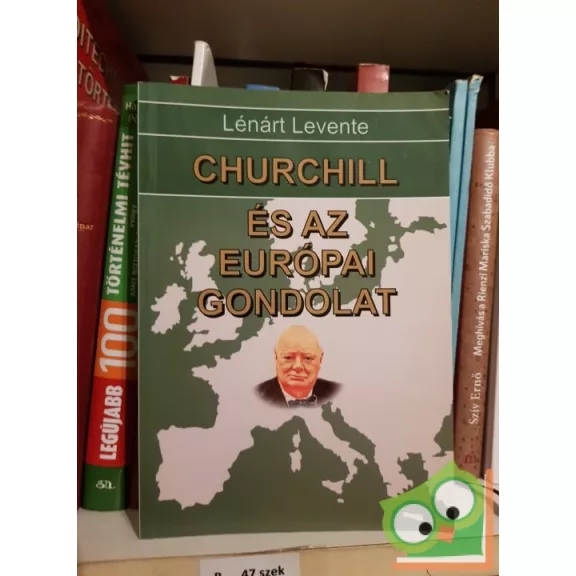 Lénárt Levente
CHURCHILL
ÉS AZ
EURÓPAI
GONDOLAT
LEGÚJABB
100
TÖRTÉNELMI TÉVHIT
Szív Ernő
Meghívás a Rienzi Mariska Szabadidő Klubba
47 szek